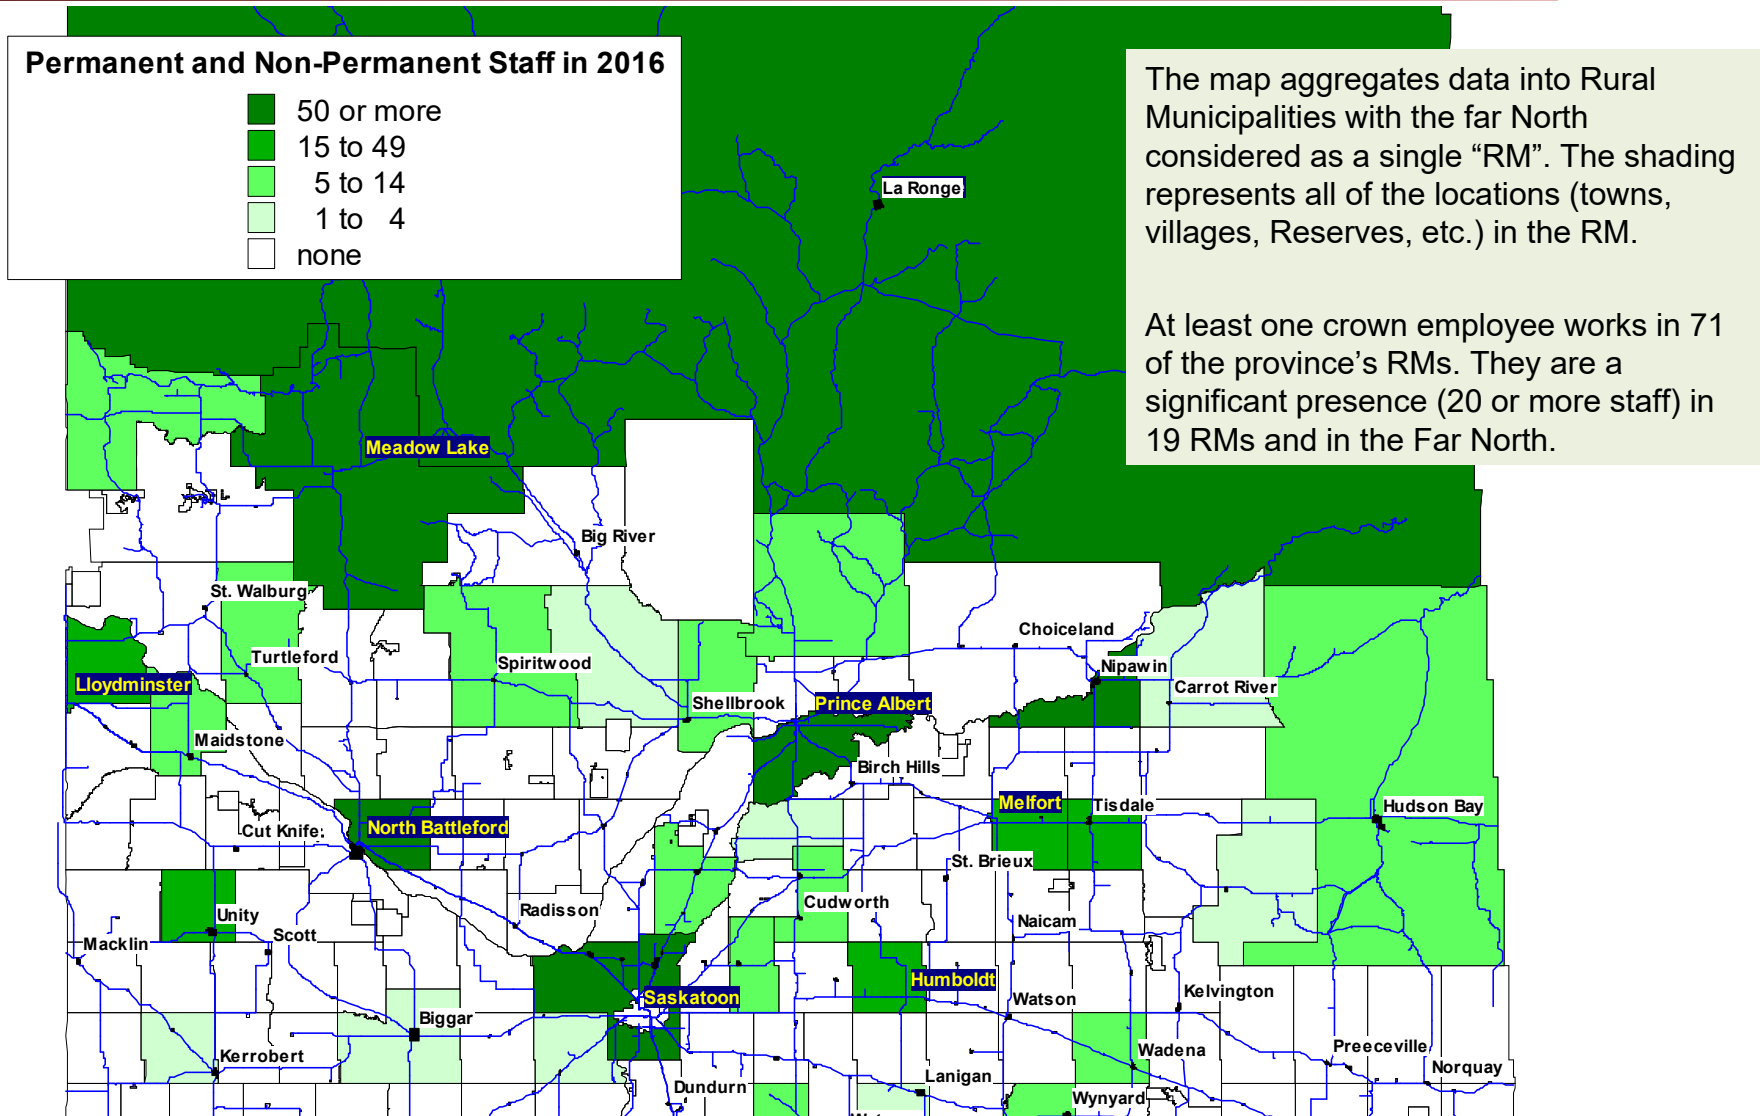 Permanent and Non-Permanent Staff in 2016
50 or more
15 to 49
5 to 14
1 to 4
none
The map aggregates data into Rural
Municipalities with the far North
considered as a single “RM”. The shading
represents all of the locations (towns,
villages, Reserves, etc.) in the RM.
At least one crown employee works in 71
of the province’s RMs. They are a
significant presence (20 or more staff) in
19 RMs and in the Far North.
La Ronge
Meadow Lake
Big River
St. Walburg
Choiceland
Turtleford
Spiritwood
Nipawin
Lloydminster
Carrot River
Shellbrook
Prince Albert
Maidstone
Birch Hills
Melfort
Tisdale
Hudson Bay
Cut Knife
North Battleford
St. Brieux
Cudworth
Radisson
Unity
Naicam
Scott
Macklin
Humboldt
Kelvington
Saskatoon
Watson
Biggar
Wadena
Preeceville
Kerrobert
Norquay
Lanigan
Dundurn
Wynyard